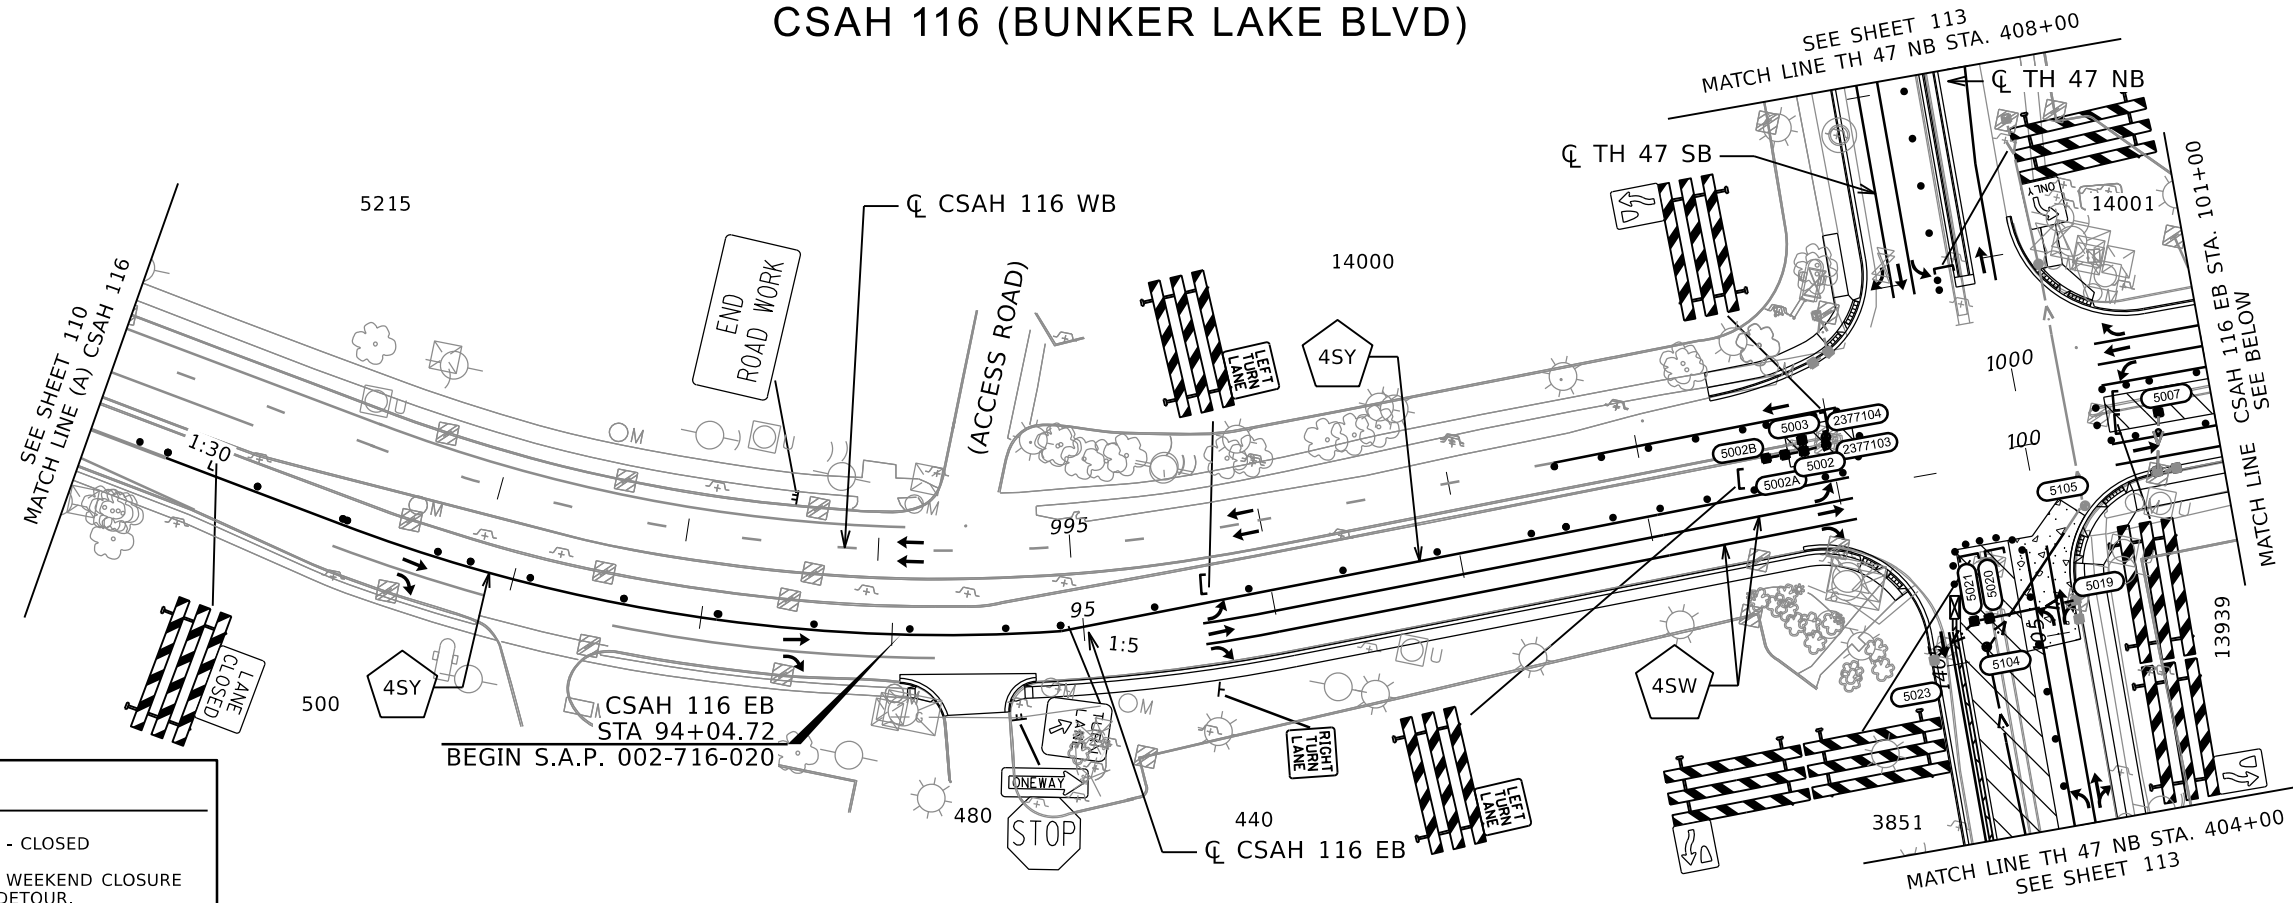 CSAH 116 (BUNKER LAKE BLVD)
SEE SHEET 113
MATCH LINE TH 47 NB STA. 408+00
℄ TH 47 NB
℄ TH 47 SB
ONLY
14001
MATCH LINE CSAH 116 EB STA. 101+00
SEE BELOW
5215
℄ CSAH 116 WB
14000
SEE SHEET 110
MATCH LINE (A) CSAH 116
END
ROAD WORK
(ACCESS ROAD)
LEFT
TURN
LANE
4SY
1000
100
5007
1:30
U
M
U
M
M
995
95
1:5
5003
2377104
5002B
5002
2377103
5002A
5105
5021
5020
5019
5104
5023
13939
LANE
CLOSED
500
4SY
CSAH 116 EB
STA 94+04.72
BEGIN S.A.P. 002-716-020
M
M
U
U
TURN
LANE
ONEWAY
STOP
480
440
RIGHT
TURN
LANE
LEFT
TURN
LANE
4SW
℄ CSAH 116 EB
3851
MATCH LINE TH 47 NB STA. 404+00
SEE SHEET 113
- CLOSED
WEEKEND CLOSURE
DETOUR.